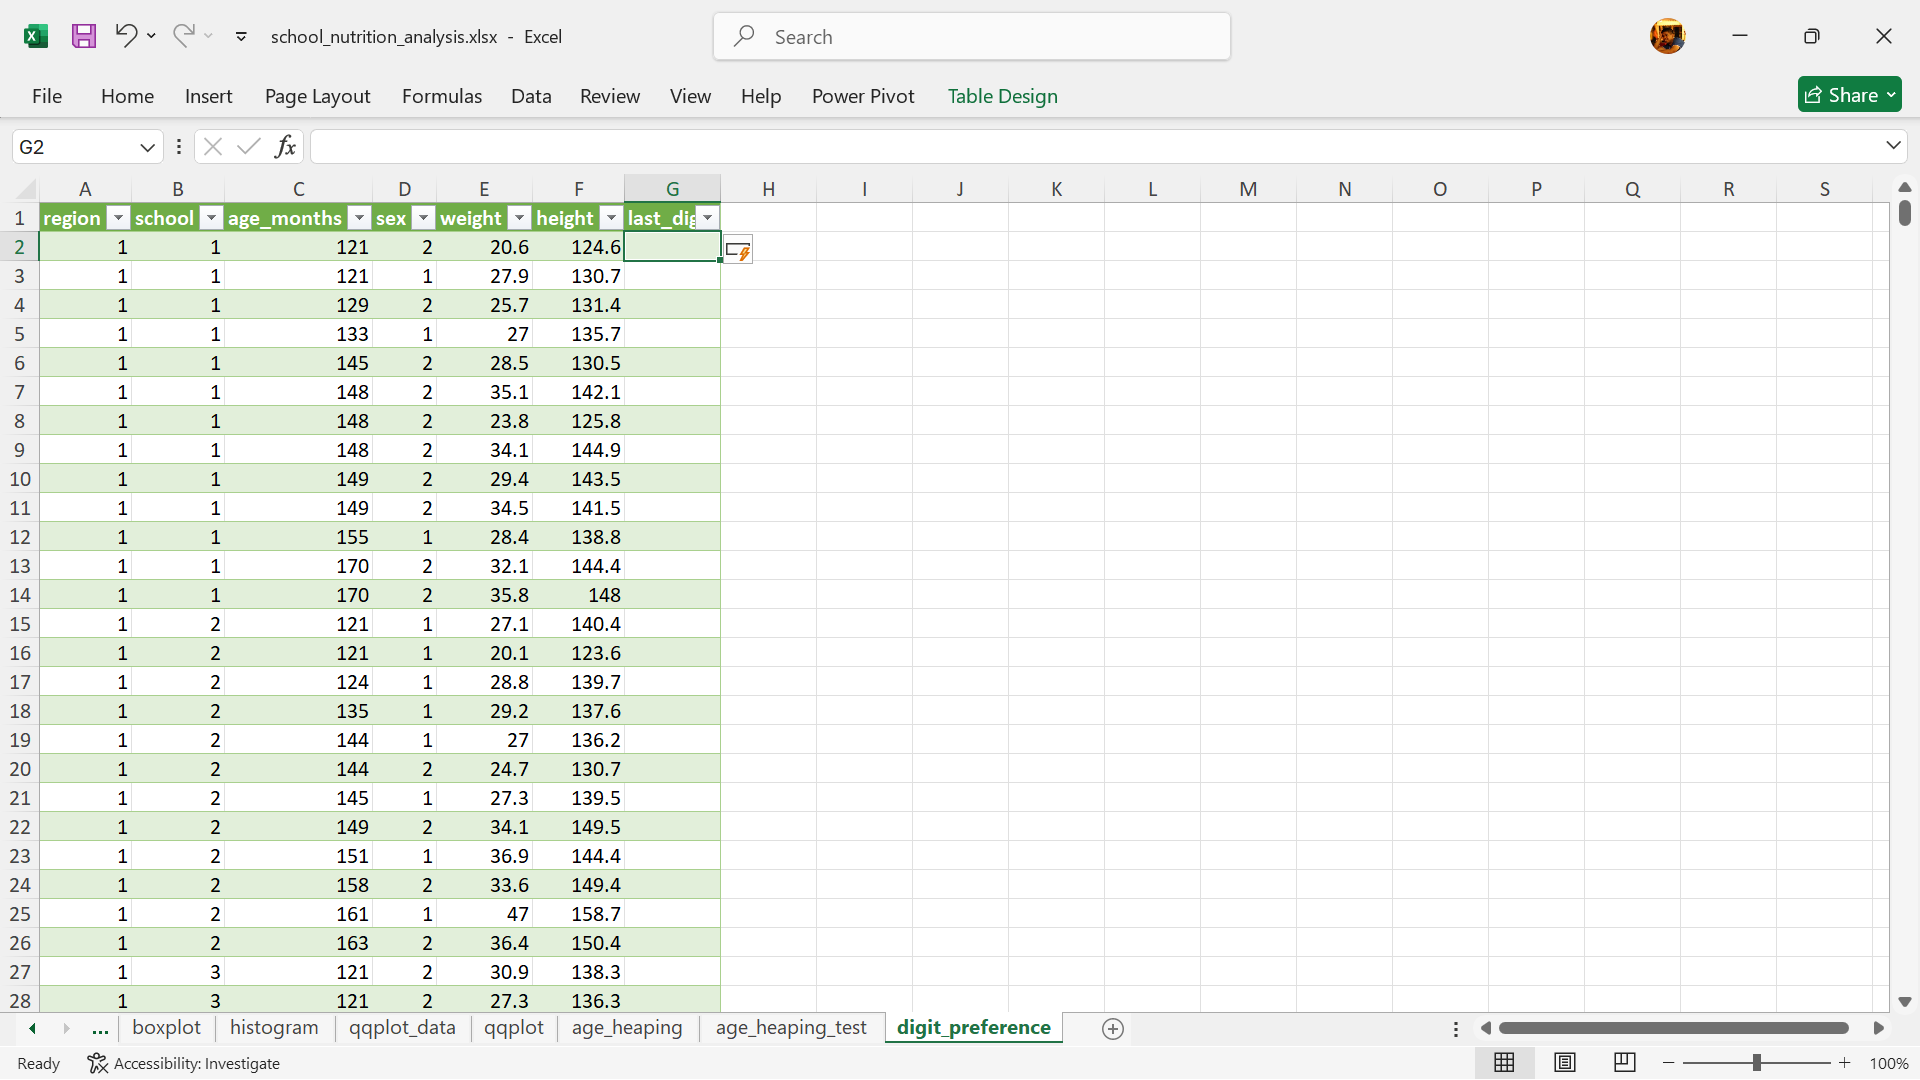 school_nutrition_analysis.xlsx - Excel
Search
File Home Insert Page Layout Formulas Data Review View Help Power Pivot Table Design Share
G2 fx
A B C D E F G H I J K L M N O P Q R S
1 region school age_months sex weight height last_dig
2 1 1 121 2 20.6 124.6
3 1 1 121 1 27.9 130.7
4 1 1 129 2 25.7 131.4
5 1 1 133 1 27 135.7
6 1 1 145 2 28.5 130.5
7 1 1 148 2 35.1 142.1
8 1 1 148 2 23.8 125.8
9 1 1 148 2 34.1 144.9
10 1 1 149 2 29.4 143.5
11 1 1 149 2 34.5 141.5
12 1 1 155 1 28.4 138.8
13 1 1 170 2 32.1 144.4
14 1 1 170 2 35.8 148
15 1 2 121 1 27.1 140.4
16 1 2 121 1 20.1 123.6
17 1 2 124 1 28.8 139.7
18 1 2 135 1 29.2 137.6
19 1 2 144 1 27 136.2
20 1 2 144 2 24.7 130.7
21 1 2 145 1 27.3 139.5
22 1 2 149 2 34.1 149.5
23 1 2 151 1 36.9 144.4
24 1 2 158 2 33.6 149.4
25 1 2 161 1 47 158.7
26 1 2 163 2 36.4 150.4
27 1 3 121 2 30.9 138.3
28 1 3 121 2 27.3 136.3
... boxplot histogram qqplot_data qqplot age_heaping age_heaping_test digit_preference
Ready Accessibility: Investigate 100%